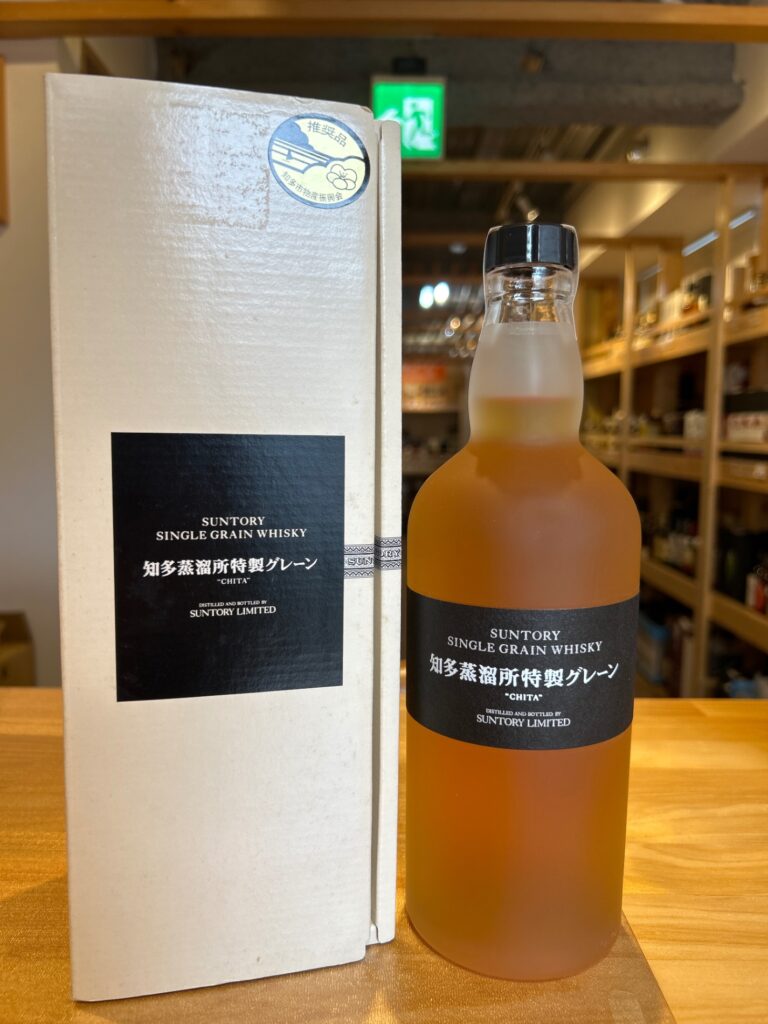 推奨品
知多市物産振興会
SUNTORY
SINGLE GRAIN WHISKY
知多蒸溜所特製グレーン
"CHITA"
DISTILLED AND BOTTLED BY
SUNTORY LIMITED
SUNTORY
SINGLE GRAIN WHISKY
知多蒸溜所特製グレーン
"CHITA"
DISTILLED AND BOTTLED BY
SUNTORY LIMITED